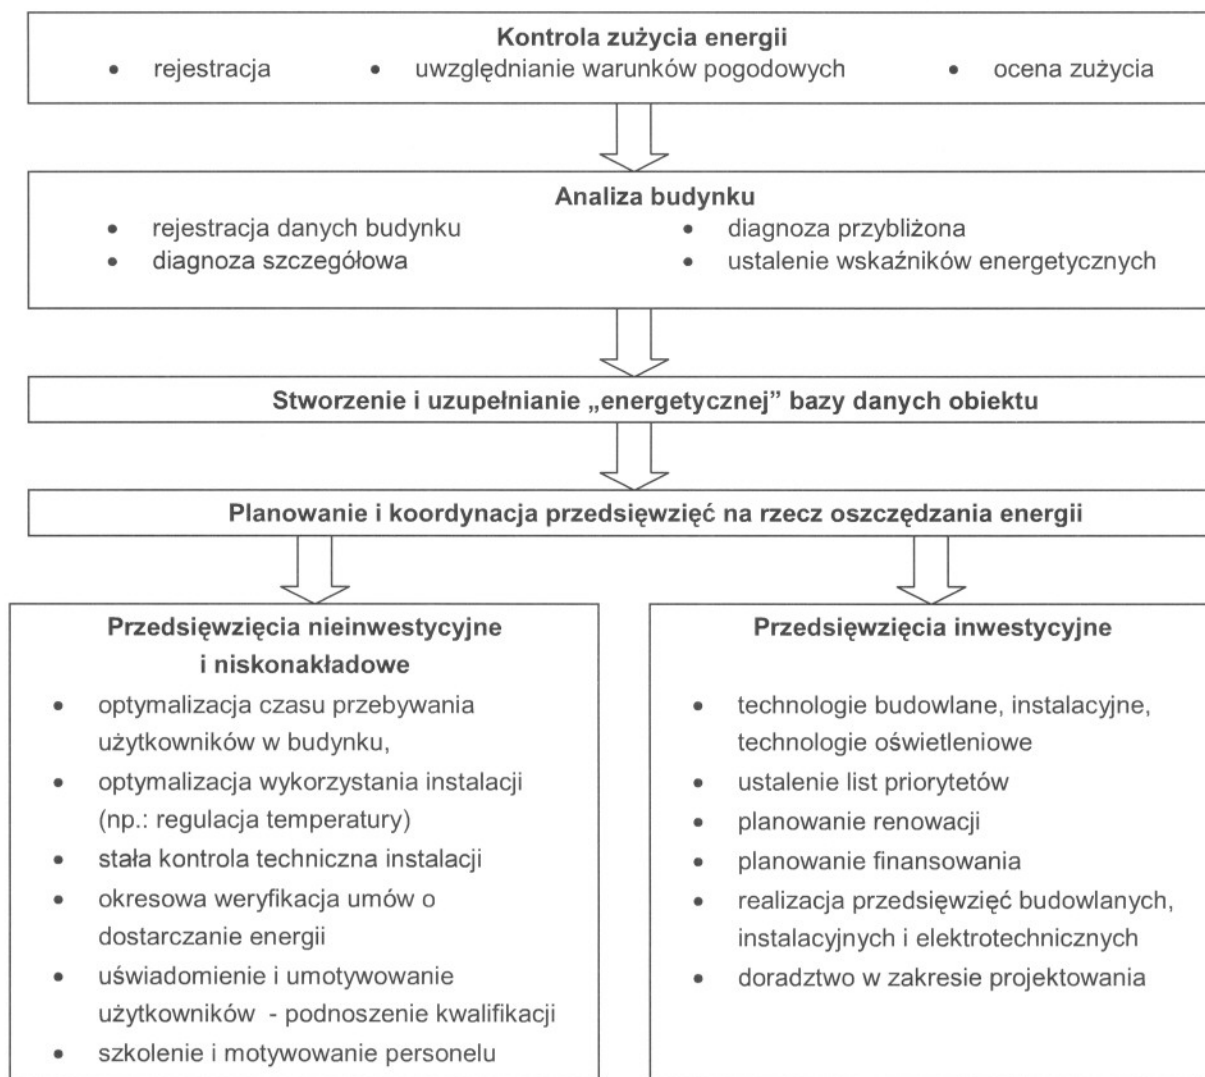 Kontrola zużycia energii
• rejestracja • uwzględnianie warunków pogodowych • ocena zużycia
Analiza budynku
• rejestracja danych budynku • diagnoza przybliżona
• diagnoza szczegółowa • ustalenie wskaźników energetycznych
Stworzenie i uzupełnianie „energetycznej” bazy danych obiektu
Planowanie i koordynacja przedsięwzięć na rzecz oszczędzania energii
Przedsięwzięcia nieinwestycyjne
i niskonakładowe
• optymalizacja czasu przebywania
użytkowników w budynku,
• optymalizacja wykorzystania instalacji
(np.: regulacja temperatury)
• stała kontrola techniczna instalacji
• okresowa weryfikacja umów o
dostarczanie energii
• uświadomienie i umotywowanie
użytkowników - podnoszenie kwalifikacji
• szkolenie i motywowanie personelu
Przedsięwzięcia inwestycyjne
• technologie budowlane, instalacyjne,
technologie oświetleniowe
• ustalenie list priorytetów
• planowanie renowacji
• planowanie finansowania
• realizacja przedsięwzięć budowlanych,
instalacyjnych i elektrotechnicznych
• doradztwo w zakresie projektowania